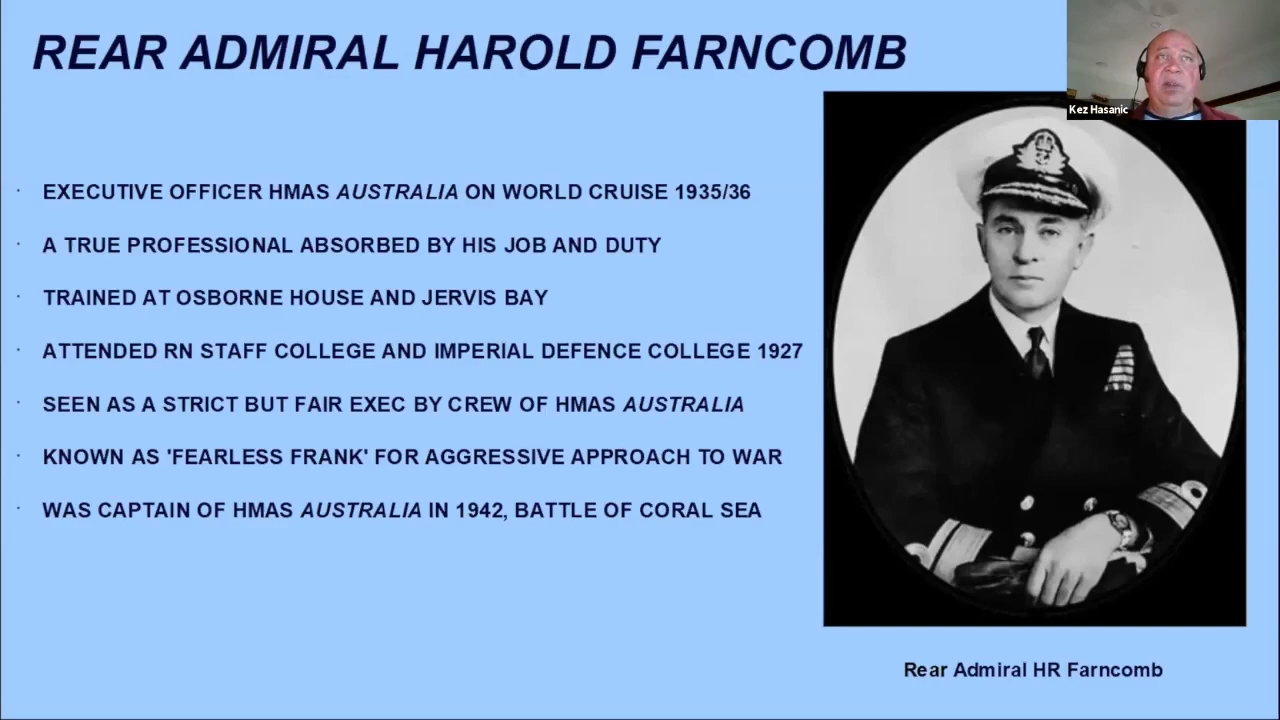 REAR ADMIRAL HAROLD FARNCOMB
Kez Hasanic
· EXECUTIVE OFFICER HMAS AUSTRALIA ON WORLD CRUISE 1935/36
· A TRUE PROFESSIONAL ABSORBED BY HIS JOB AND DUTY
· TRAINED AT OSBORNE HOUSE AND JERVIS BAY
· ATTENDED RN STAFF COLLEGE AND IMPERIAL DEFENCE COLLEGE 1927
· SEEN AS A STRICT BUT FAIR EXEC BY CREW OF HMAS AUSTRALIA
· KNOWN AS 'FEARLESS FRANK' FOR AGGRESSIVE APPROACH TO WAR
· WAS CAPTAIN OF HMAS AUSTRALIA IN 1942, BATTLE OF CORAL SEA
Rear Admiral HR Farncomb